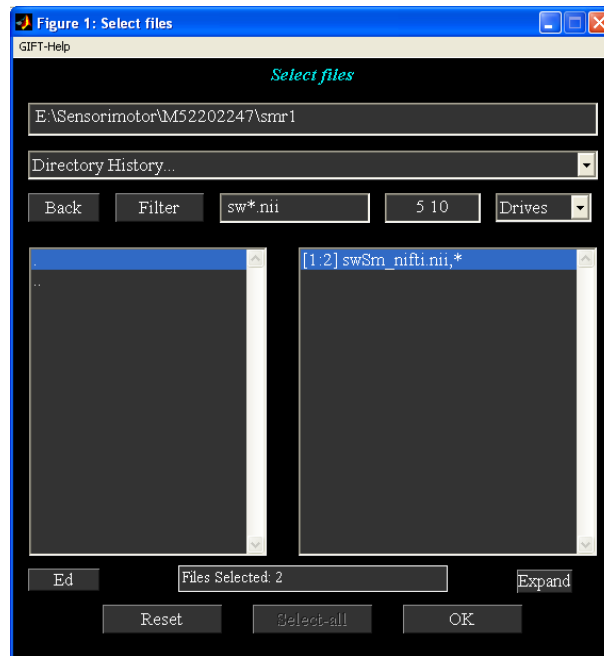 Figure 1: Select files
GIFT-Help
Select files
E:\Sensorimotor\M52202247\smr1
Directory History...
Back Filter sw*.nii 5 10 Drives
. [1:2] swSm_nifti.nii,*
..
Ed Files Selected: 2 Expand
Reset Select-all OK